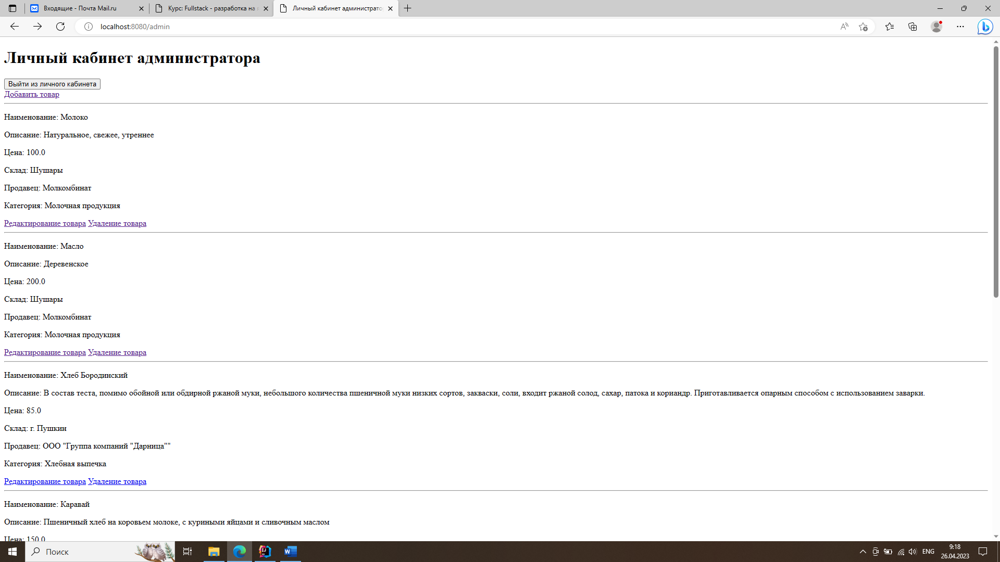 Входящие - Почта Mail.ru
Курс: Fullstack - разработка на
Личный кабинет администрато
localhost:8080/admin
Личный кабинет администратора
Выйти из личного кабинета
Добавить товар
Наименование: Молоко
Описание: Натуральное, свежее, утреннее
Цена: 100.0
Склад: Шушары
Продавец: Молкомбинат
Категория: Молочная продукция
Редактирование товара Удаление товара
Наименование: Масло
Описание: Деревенское
Цена: 200.0
Склад: Шушары
Продавец: Молкомбинат
Категория: Молочная продукция
Редактирование товара Удаление товара
Наименование: Хлеб Бородинский
Описание: В состав теста, помимо обойной или обдирной ржаной муки, небольшого количества пшеничной муки низких сортов, закваски, соли, входит ржаной солод, сахар, патока и кориандр. Приготавливается опарным способом с использованием заварки.
Цена: 85.0
Склад: г. Пушкин
Продавец: ООО "Группа компаний "Дарница""
Категория: Хлебная выпечка
Редактирование товара Удаление товара
Наименование: Каравай
Описание: Пшеничный хлеб на коровьем молоке, с куриными яйцами и сливочным маслом
Цена: 150.0
Поиск
ENG
9:18
26.04.2023